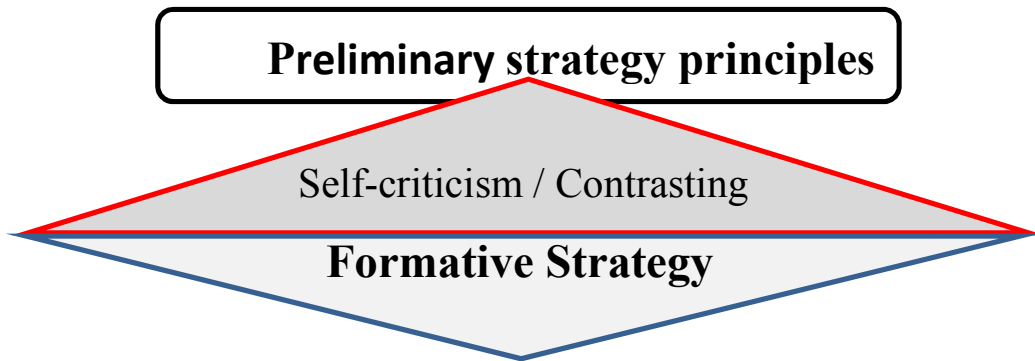 Preliminary strategy principles
Self-criticism / Contrasting
Formative Strategy